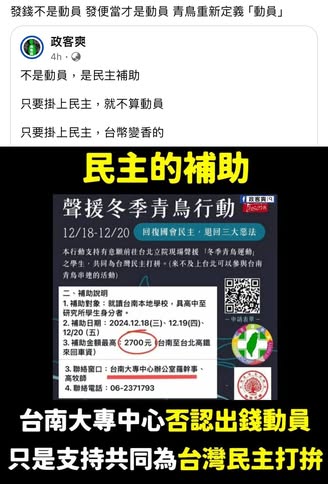 發錢不是動員 發便當才是動員 青鳥重新定義「動員」
政客爽
4h
不是動員，是民主補助
只要掛上民主，就不算動員
只要掛上民主，台幣變香的
民主的補助
政客爽
聲援冬季青鳥行動
12/18-12/20 回復國會民主，退回三大惡法
本行動支持有意願前往台北立院現場聲援「冬季青鳥運動」
之學生，共同為台灣民主打拼。(來不及上台北可以參與台南
青鳥串連的活動)
二、補助說明
1. 補助對象：就讀台南本地學校，具高中至
研究所學生身分者。
2. 補助日期：2024.12.18(三)、12.19(四)、
12/20 (五)
3. 補助金額最高：2700元 (台南至台北高鐵
來回車資)
3. 聯絡窗口：台南大專中心辦公室羅幹事、
高牧師
4. 聯絡電話：06-2371793
台南大專中心否認出錢動員
只是支持共同為台灣民主打拚